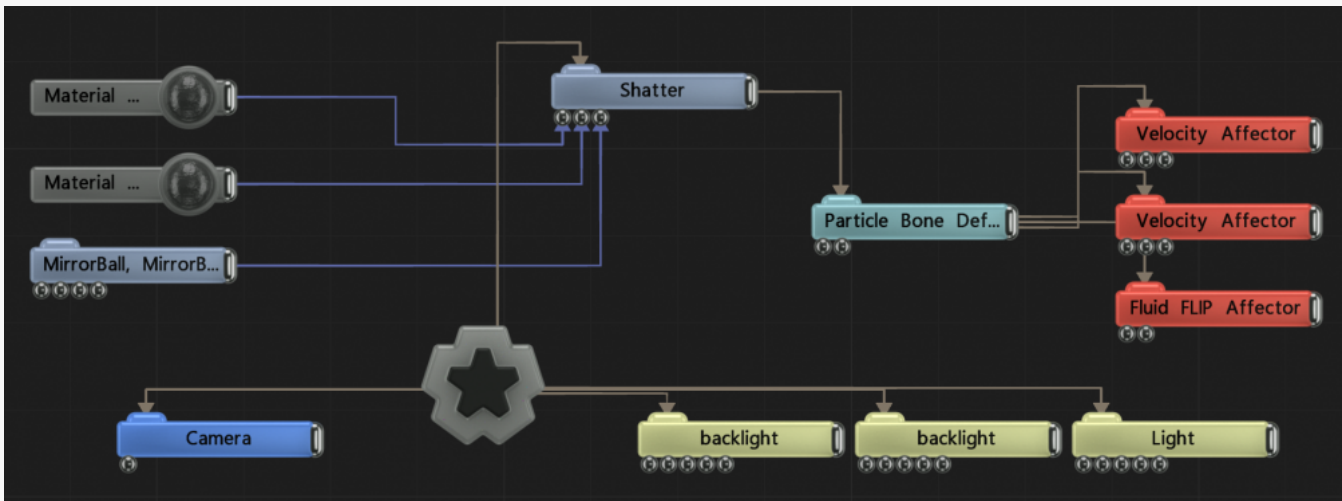 Material ...
Shatter
Velocity Affector
Material ...
Particle Bone Def...
Velocity Affector
MirrorBall, MirrorB...
Fluid FLIP Affector
Camera
backlight
backlight
Light